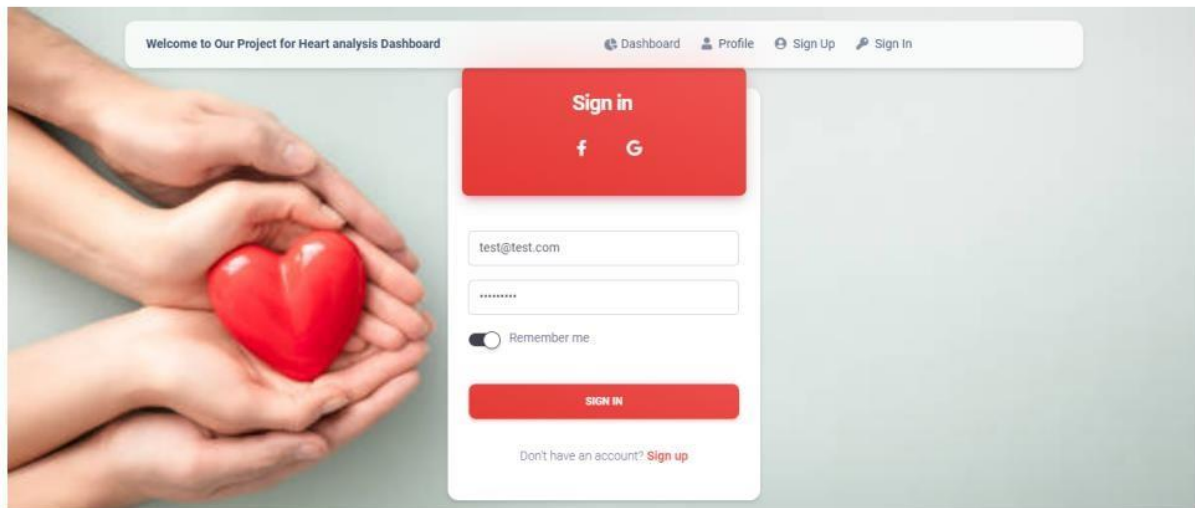 Welcome to Our Project for Heart analysis Dashboard
Dashboard Profile Sign Up Sign In
Sign in
f G
test@test.com
•••••••••
Remember me
SIGN IN
Don't have an account? Sign up